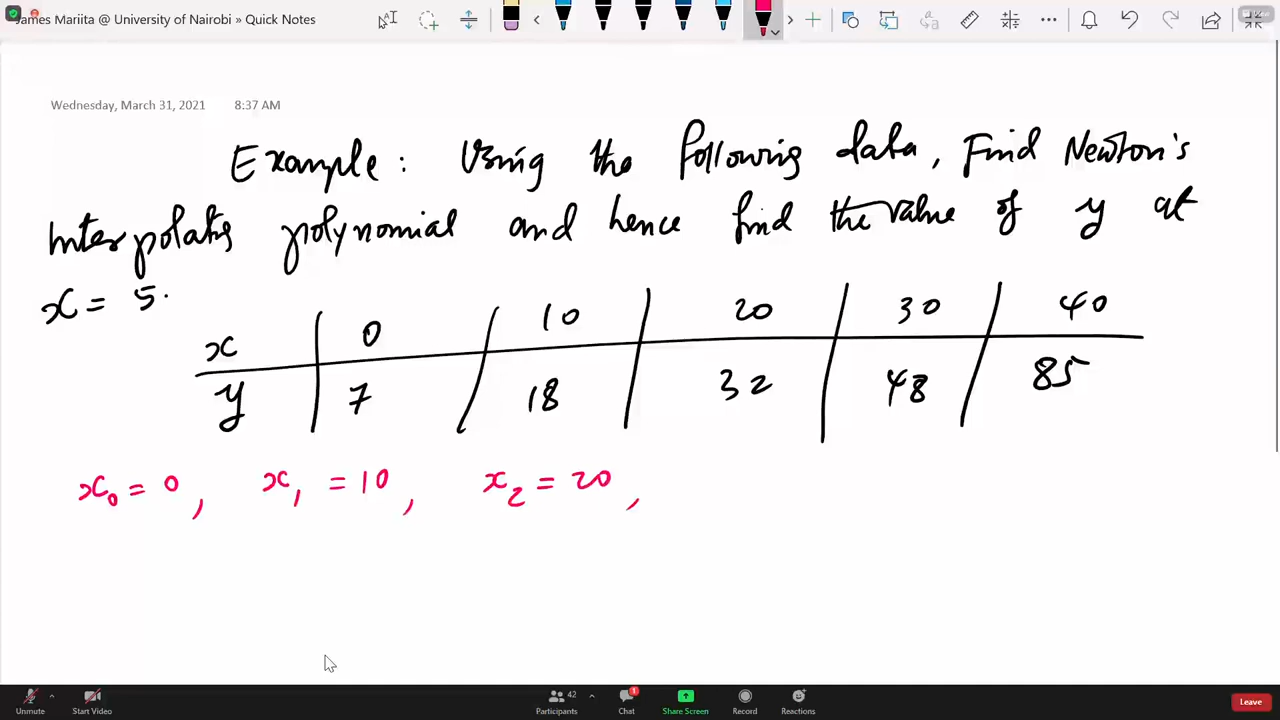 James Mariita @ University of Nairobi » Quick Notes
Wednesday, March 31, 2021 8:37 AM
Example: Using the following data, Find Newton's
Interpolatig polynomial and hence find the value of y at
x = 5.
x 0 10 20 30 40
y 7 18 32 48 85
x₀ = 0, x₁ = 10, x₂ = 20,
Unmute Start Video Participants 42 Chat 1 Share Screen Record Reactions Leave